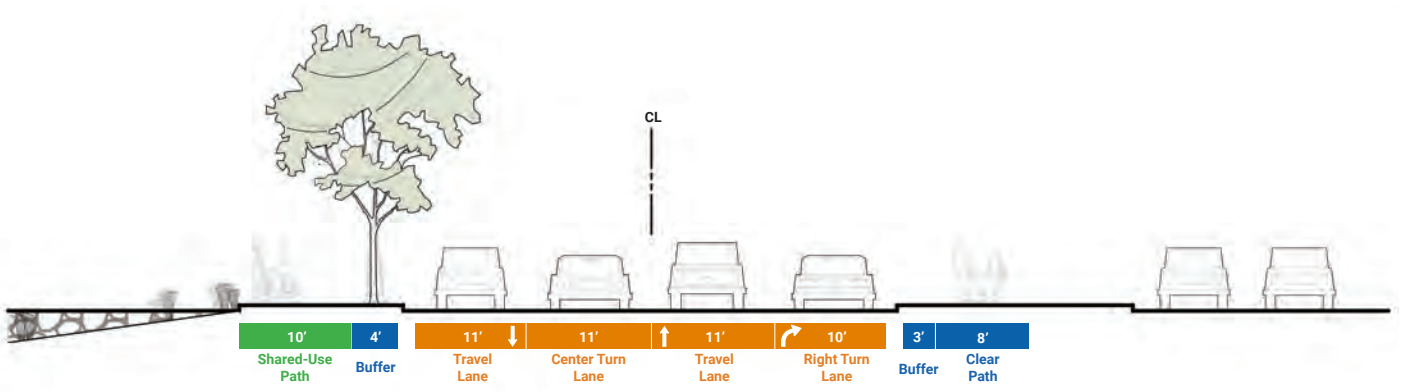 CL
10’ 4’ 11’ 11’ 11’ 10’ 3’ 8’
Shared-Use
Path
Buffer
Travel
Lane
Center Turn
Lane
Travel
Lane
Right Turn
Lane
Buffer
Clear
Path